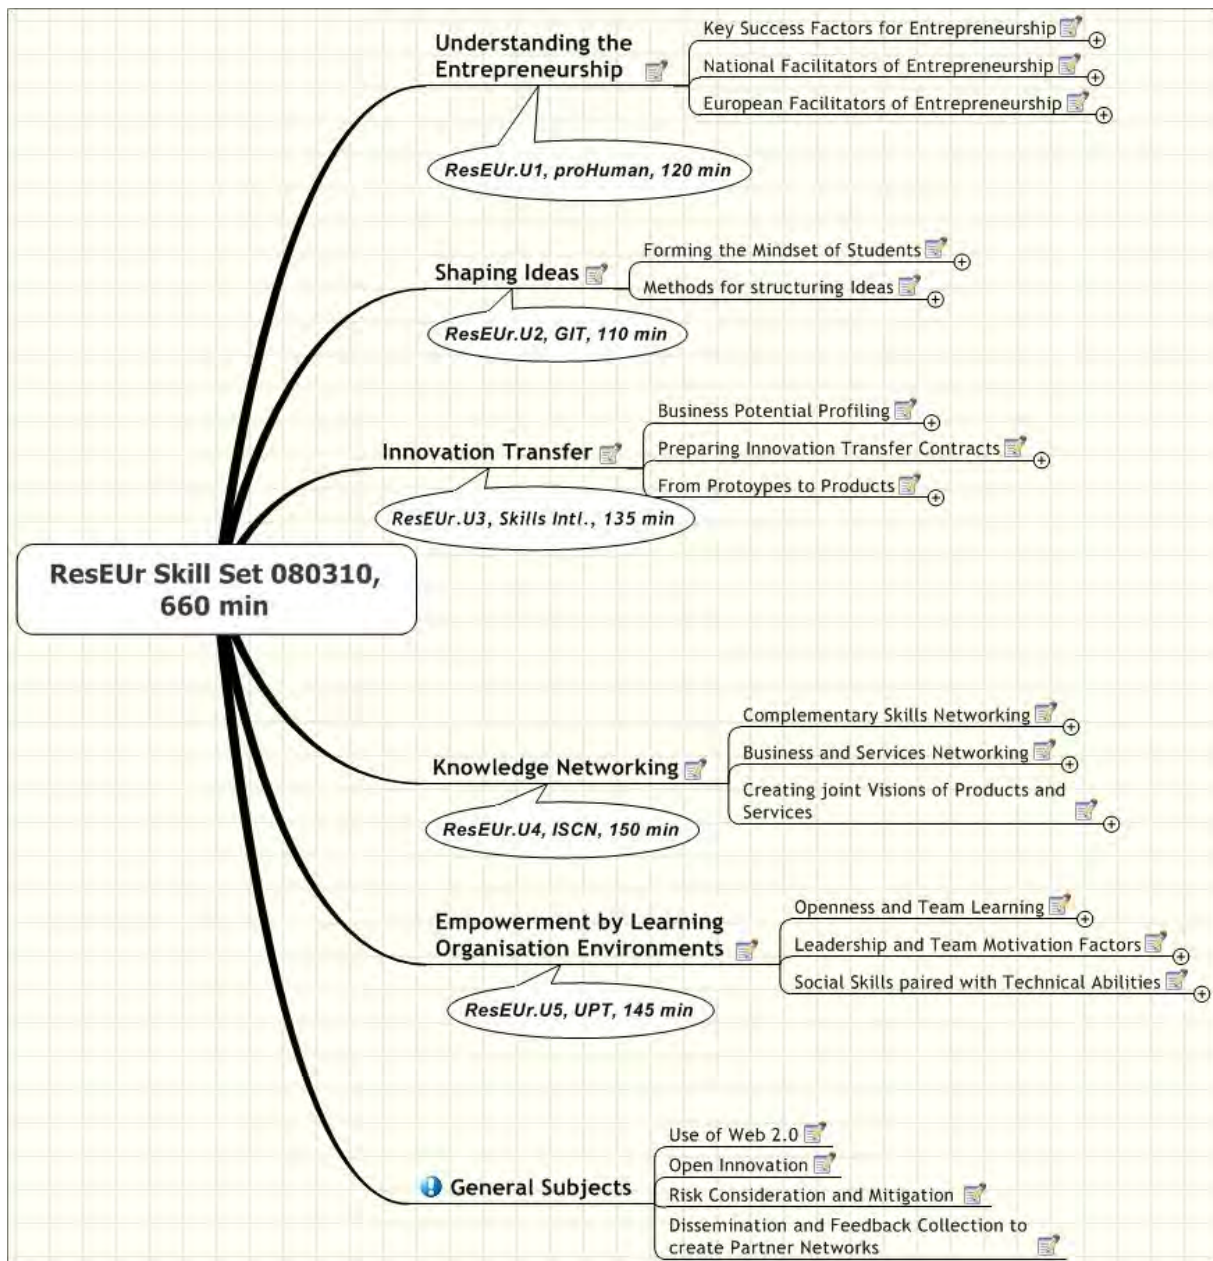 Understanding the
Entrepreneurship
Key Success Factors for Entrepreneurship
National Facilitators of Entrepreneurship
European Facilitators of Entrepreneurship
ResEUr.U1, proHuman, 120 min
Shaping Ideas
Forming the Mindset of Students
Methods for structuring Ideas
ResEUr.U2, GIT, 110 min
Innovation Transfer
Business Potential Profiling
Preparing Innovation Transfer Contracts
From Protoypes to Products
ResEUr.U3, Skills Intl., 135 min
ResEUr Skill Set 080310,
660 min
Knowledge Networking
Complementary Skills Networking
Business and Services Networking
Creating joint Visions of Products and
Services
ResEUr.U4, ISCN, 150 min
Empowerment by Learning
Organisation Environments
Openness and Team Learning
Leadership and Team Motivation Factors
Social Skills paired with Technical Abilities
ResEUr.U5, UPT, 145 min
General Subjects
Use of Web 2.0
Open Innovation
Risk Consideration and Mitigation
Dissemination and Feedback Collection to
create Partner Networks